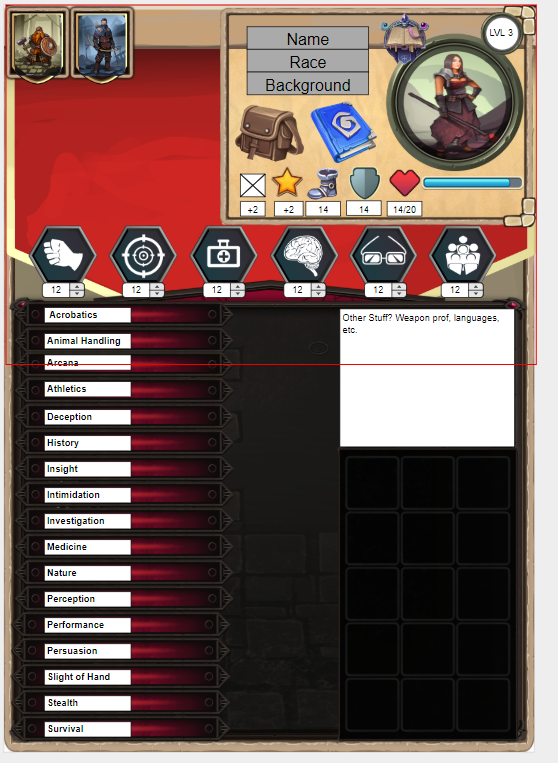 Name
Race
Background
LVL 3
+2
+2
14
14
14/20
12
12
12
12
12
12
Acrobatics
Animal Handling
Arcana
Athletics
Deception
History
Insight
Intimidation
Investigation
Medicine
Nature
Perception
Performance
Persuasion
Slight of Hand
Stealth
Survival
Other Stuff? Weapon prof, languages,
etc.